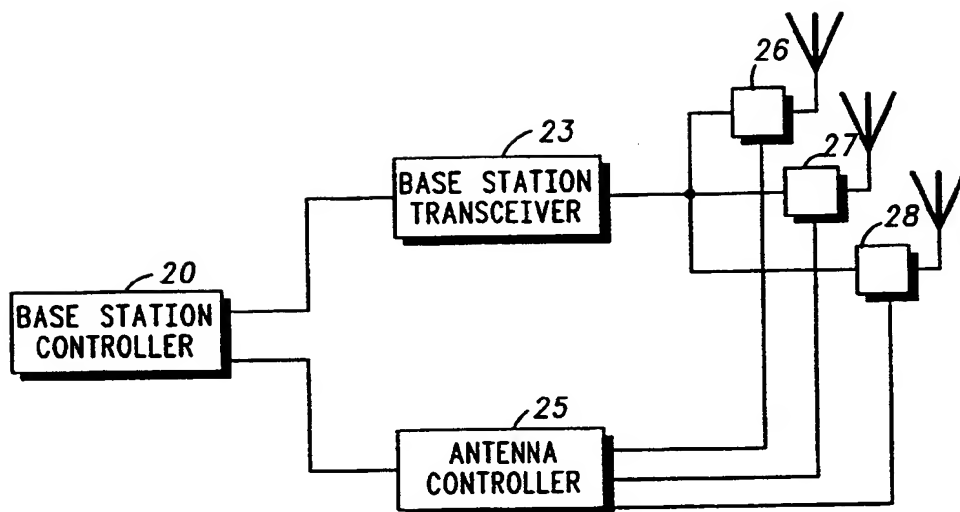 26
23
27
BASE STATION
TRANSCEIVER
28
20
BASE STATION
CONTROLLER
25
ANTENNA
CONTROLLER